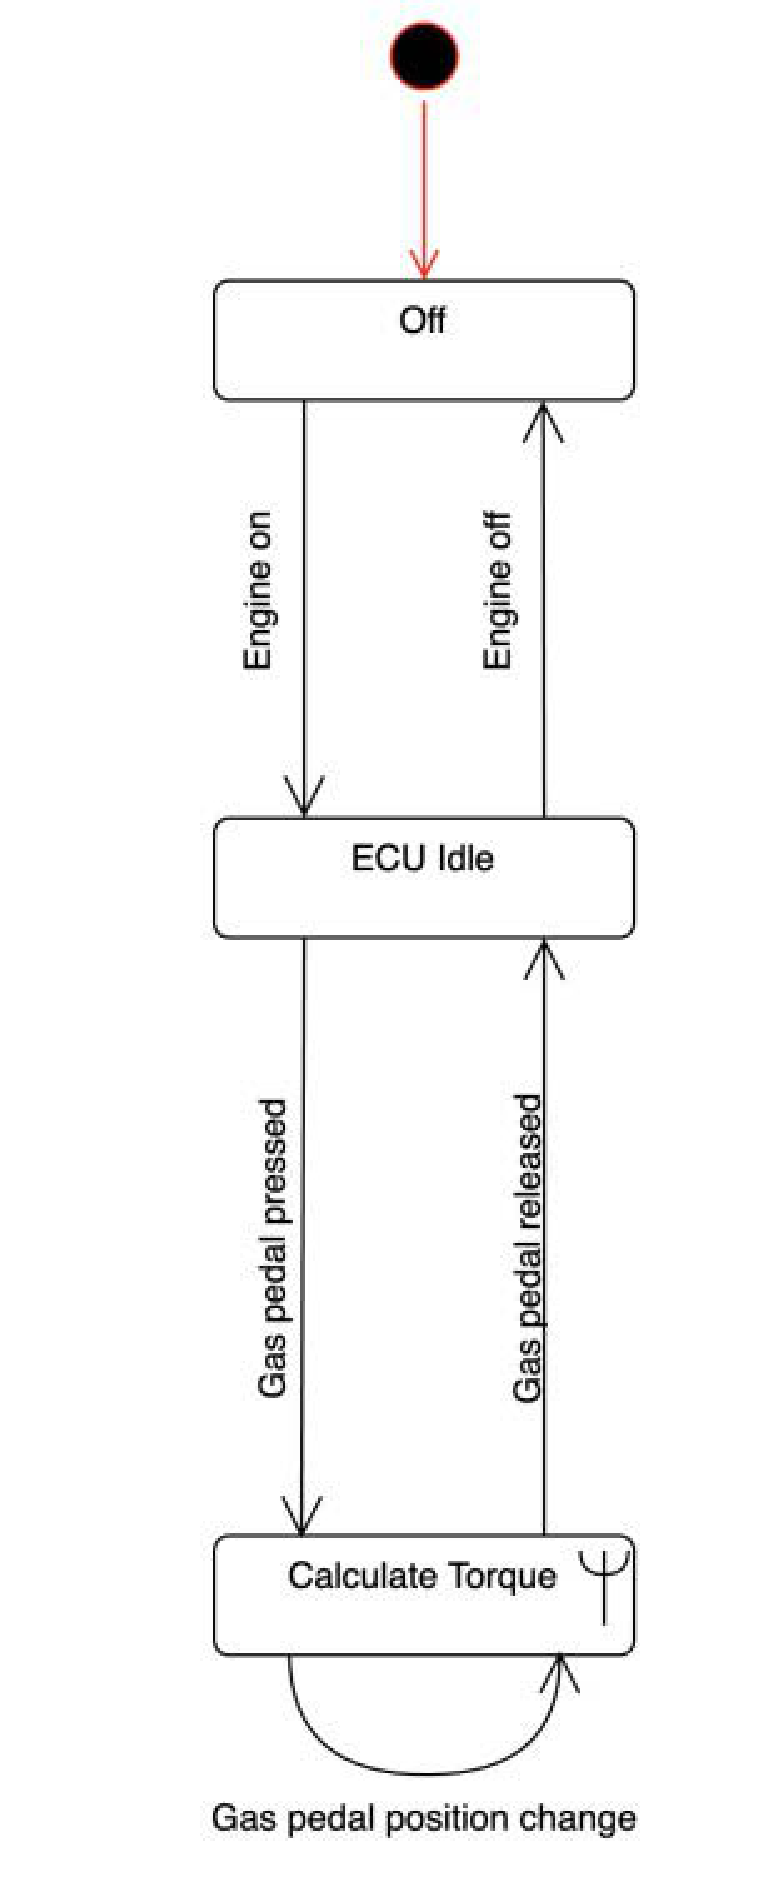 Off
Engine on
Engine off
ECU Idle
Gas pedal pressed
Gas pedal released
Calculate Torque
Gas pedal position change